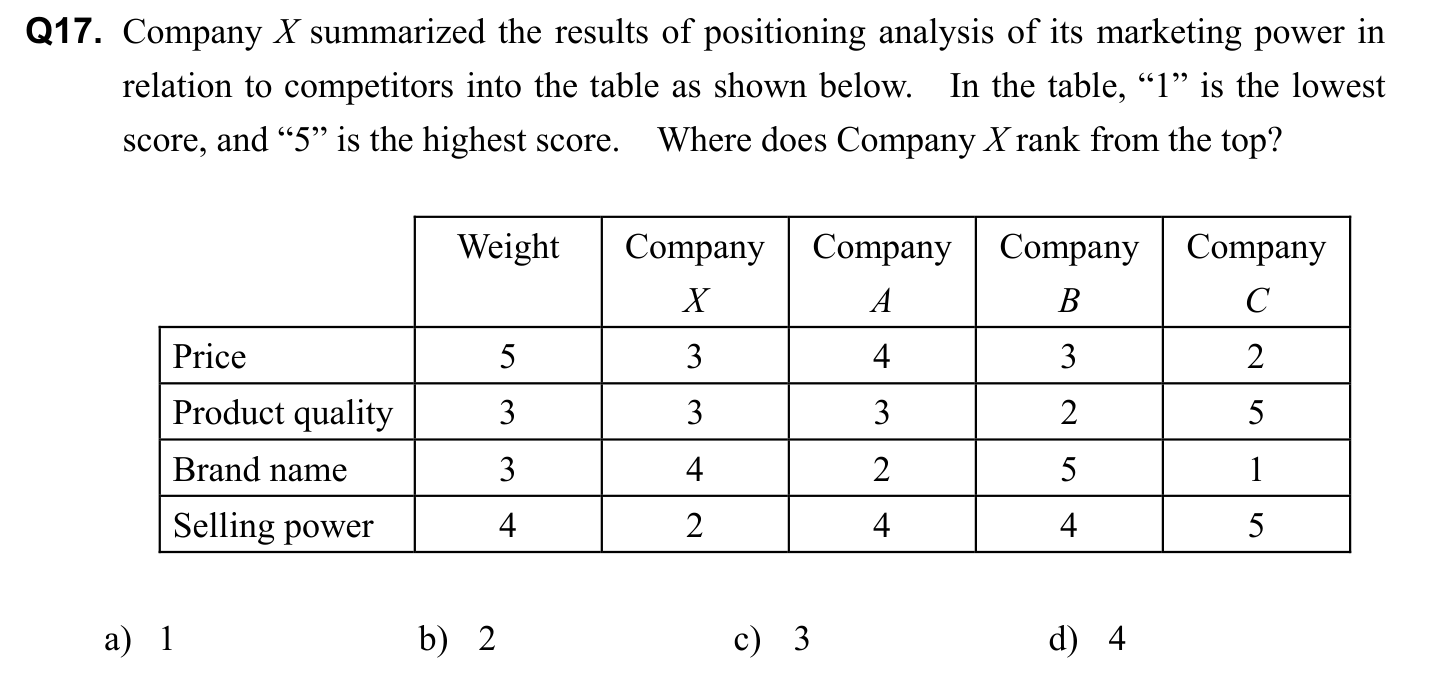 Q17. Company X summarized the results of positioning analysis of its marketing power in
relation to competitors into the table as shown below. In the table, “1” is the lowest
score, and “5” is the highest score. Where does Company X rank from the top?
Weight Company Company Company Company
X A B C
Price 5 3 4 3 2
Product quality 3 3 3 2 5
Brand name 3 4 2 5 1
Selling power 4 2 4 4 5
a) 1 b) 2 c) 3 d) 4